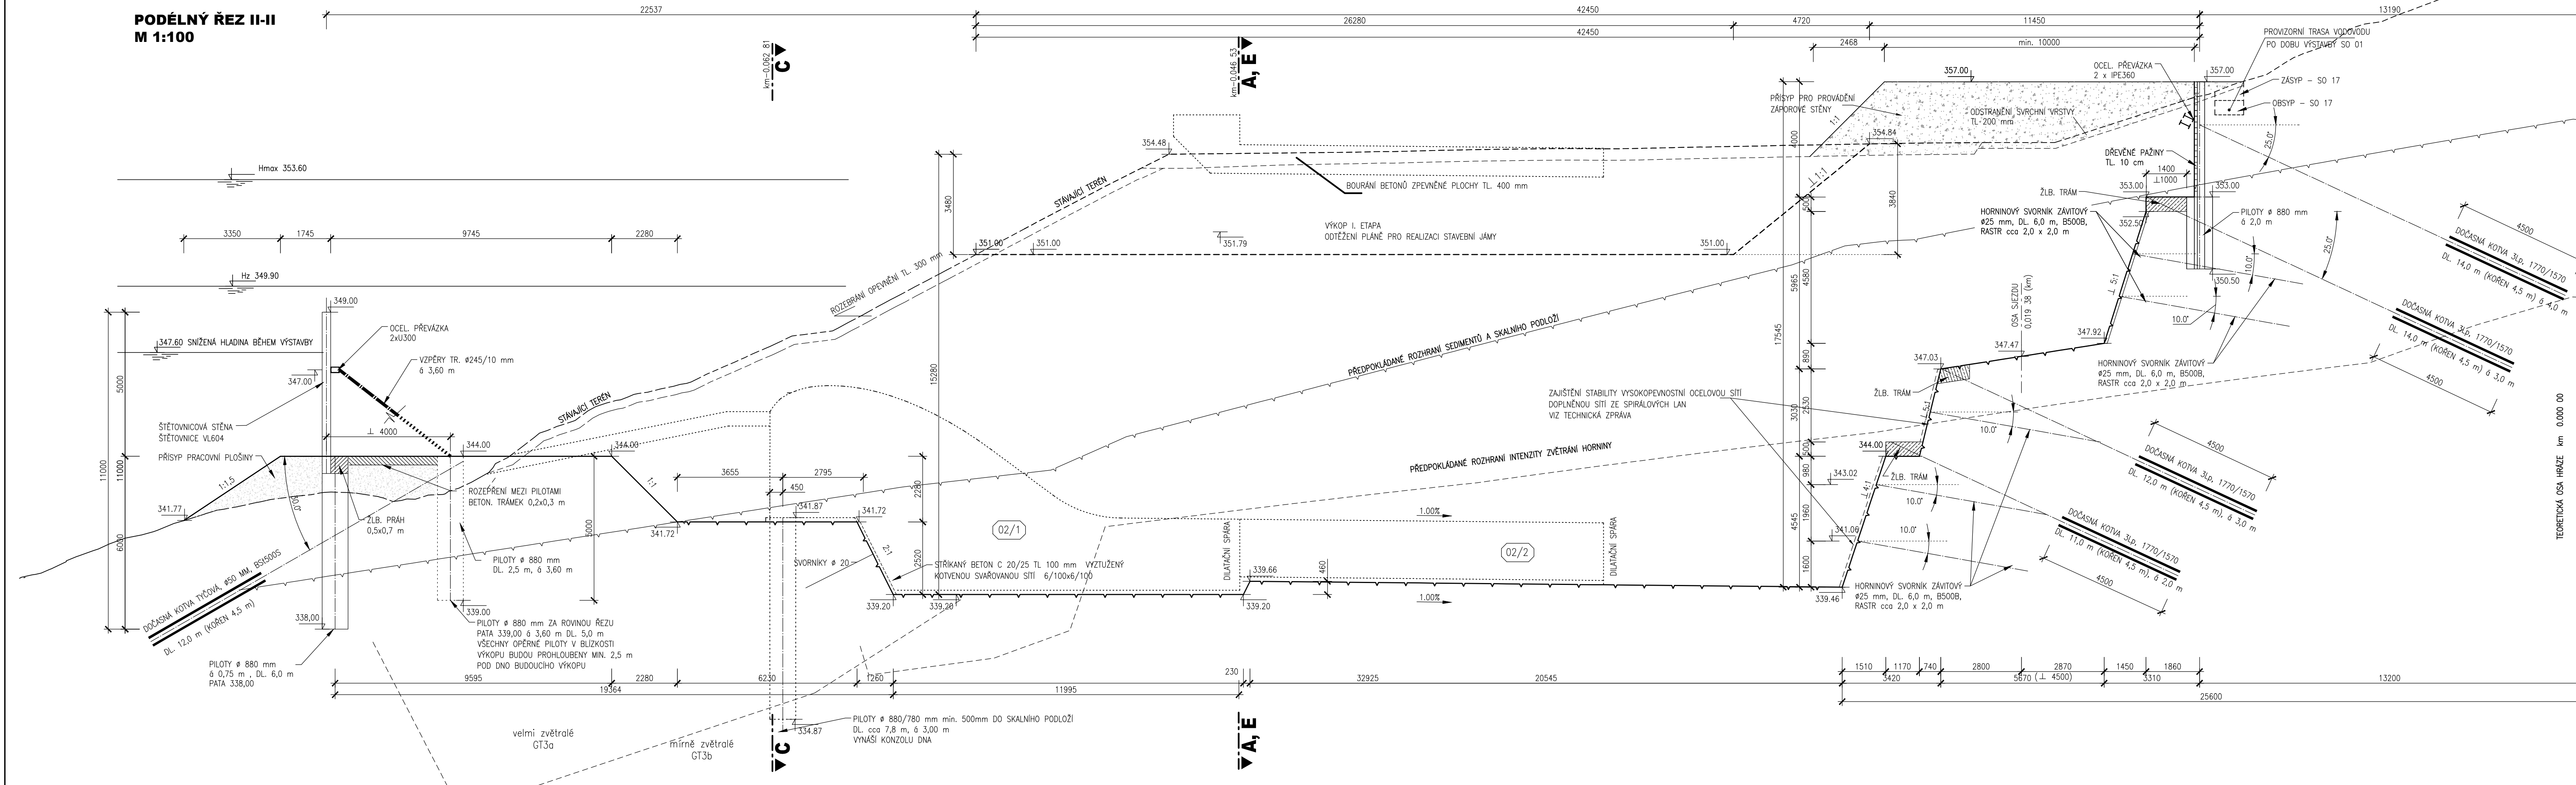 PODÉLNÝ ŘEZ II-II
M 1:100
22537
42450
13190
26280
4720
11450
42450
2468
min. 10000
km-0.062 81
C
km-0.046 53
A, E
PROVIZORNÍ TRASA VODOVODU
PO DOBU VÝSTAVBY SO 01
OCEL. PŘEVÁZKA
2 x IPE360
357.00
357.00
ZÁSYP - SO 17
OBSYP - SO 17
PŘÍSYP PRO PROVÁDĚNÍ
ZÁPOROVÉ STĚNY
1:1
ODSTRANĚNÍ SVRCHNÍ VRSTVY
TL. 200 mm
4000
354.84
354.48
25.0°
DŘEVĚNÉ PAŽINY
TL. 10 cm
Hmax 353.60
STÁVAJÍCÍ TERÉN
BOURÁNÍ BETONŮ ZPEVNĚNÉ PLOCHY TL. 400 mm
⊥ 1:1
1400
⊥1000
353.00
353.00
ŽLB. TRÁM
3480
3840
500
HORNINOVÝ SVORNÍK ZÁVITOVÝ
ø25 mm, DL. 6,0 m, B500B,
RASTR cca 2,0 x 2,0 m
352.50
PILOTY ø 880 mm
á 2,0 m
4500
VÝKOP I. ETAPA
ODTĚŽENÍ PLÁNĚ PRO REALIZACI STAVEBNÍ JÁMY
3350
1745
9745
2280
351.00
351.00
351.79
351.00
25.0°
DOČASNÁ KOTVA 3Lp, 1770/1570
DL. 14,0 m (KOŘEN 4,5 m) á 4,0 m
10.0°
350.50
Hz 349.90
ROZEBRÁNÍ OPEVNĚNÍ TL. 300 mm
5965
4580
⊥ 5:1
OSA SJEZDU
0,019 38 (km)
349.00
OCEL. PŘEVÁZKA
2xU300
10.0°
DOČASNÁ KOTVA 3Lp, 1770/1570
DL. 14,0 m (KOŘEN 4,5 m) á 3,0 m
347.60 SNÍŽENÁ HLADINA BĚHEM VÝSTAVBY
17545
347.92
VZPĚRY TR. ø245/10 mm
á 3,60 m
PŘEDPOKLÁDANÉ ROZHRANÍ SEDIMENTŮ A SKALNÍHO PODLOŽÍ
890
347.03
347.47
HORNINOVÝ SVORNÍK ZÁVITOVÝ
ø25 mm, DL. 6,0 m, B500B,
RASTR cca 2,0 x 2,0 m
347.00
5000
15280
ZAJIŠTĚNÍ STABILITY VYSOKOPEVNOSTNÍ OCELOVOU SÍTÍ
DOPLNĚNOU SÍTÍ ZE SPIRÁLOVÝCH LAN
VIZ TECHNICKÁ ZPRÁVA
ŽLB. TRÁM
4500
STÁVAJÍCÍ TERÉN
3030
2530
⊥ 5:1
ŠTĚTOVNICOVÁ STĚNA
ŠTĚTOVNICE VL604
⊥ 4000
10.0°
4500
TEORETICKÁ OSA HRÁZE km 0.000 00
PŘÍSYP PRACOVNÍ PLOŠINY
344.00
344.00
344.00
500
DOČASNÁ KOTVA 3Lp, 1770/1570
DL. 12,0 m (KOŘEN 4,5 m), á 3,0 m
11000
11000
1:1,5
30,0°
PŘEDPOKLÁDANÉ ROZHRANÍ INTENZITY ZVĚTRÁNÍ HORNINY
980
343.02
ŽLB. TRÁM
1:1
3655
2795
450
2280
⊥ 4:1
10.0°
ROZEPŘENÍ MEZI PILOTAMI
BETON. TRÁMEK 0,2x0,3 m
341.77
ŽLB. PRÁH
0,5x0,7 m
341.87
341.72
341.72
1.00%
4545
1960
341.06
10.0°
DOČASNÁ KOTVA 3Lp, 1770/1570
DL. 11,0 m (KOŘEN 4,5 m), á 2,0 m
02/1
02/2
DILATAČNÍ SPÁRA
DILATAČNÍ SPÁRA
6000
5000
2:1
SVORNÍKY ø 20
2520
STŘÍKANÝ BETON C 20/25 TL 100 mm VYZTUŽENÝ
KOTVENOU SVAŘOVANOU SÍTÍ 6/100x6/100
PILOTY ø 880 mm
DL. 2,5 m, á 3,60 m
339.66
460
1600
4500
DOČASNÁ KOTVA TYČOVÁ, ø50 MM, BSt500S
DL. 12,0 m (KOŘEN 4,5 m)
338,00
339.00
339.20
339.20
339.20
1.00%
339.46
HORNINOVÝ SVORNÍK ZÁVITOVÝ
ø25 mm, DL. 6,0 m, B500B,
RASTR cca 2,0 x 2,0 m
PILOTY ø 880 mm ZA ROVINOU ŘEZU
PATA 339,00 á 3,60 m DL. 5,0 m
VŠECHNY OPĚRNÉ PILOTY V BLÍZKOSTI
VÝKOPU BUDOU PROHLOUBENY MIN. 2,5 m
POD DNO BUDOUCÍHO VÝKOPU
PILOTY ø 880 mm
á 0,75 m , DL. 6,0 m
PATA 338,00
9595
2280
6230
1260
230
32925
20545
1510
1170
740
2800
2870
1450
1860
3420
5670 (⊥ 4500)
3310
13200
19364
11995
25600
PILOTY ø 880/780 mm min. 500mm DO SKALNÍHO PODLOŽÍ
DL. cca 7,8 m, á 3,00 m
VYNÁŠÍ KONZOLU DNA
334.87
velmi zvětralé
GT3a
mírně zvětralé
GT3b
C
A, E